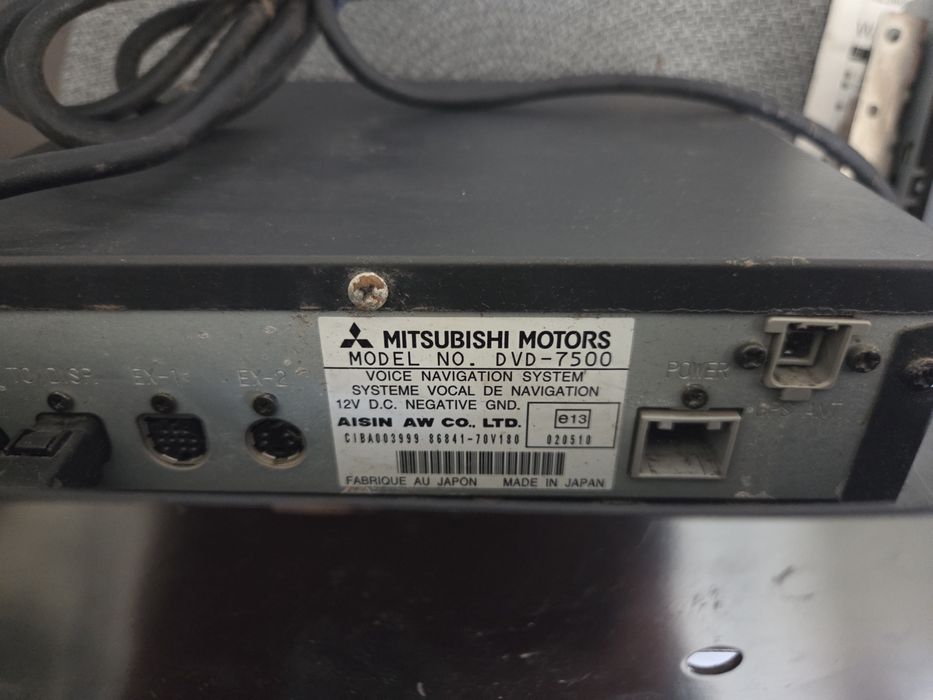 MITSUBISHI MOTORS
MODEL NO. DVD-7500
VOICE NAVIGATION SYSTEM
SYSTEME VOCAL DE NAVIGATION
12V D.C. NEGATIVE GND.
AISIN AW CO., LTD.
e13
CIBA003999 86841-70V180
020510
FABRIQUE AU JAPON MADE IN JAPAN
EX-1
EX-2
POWER